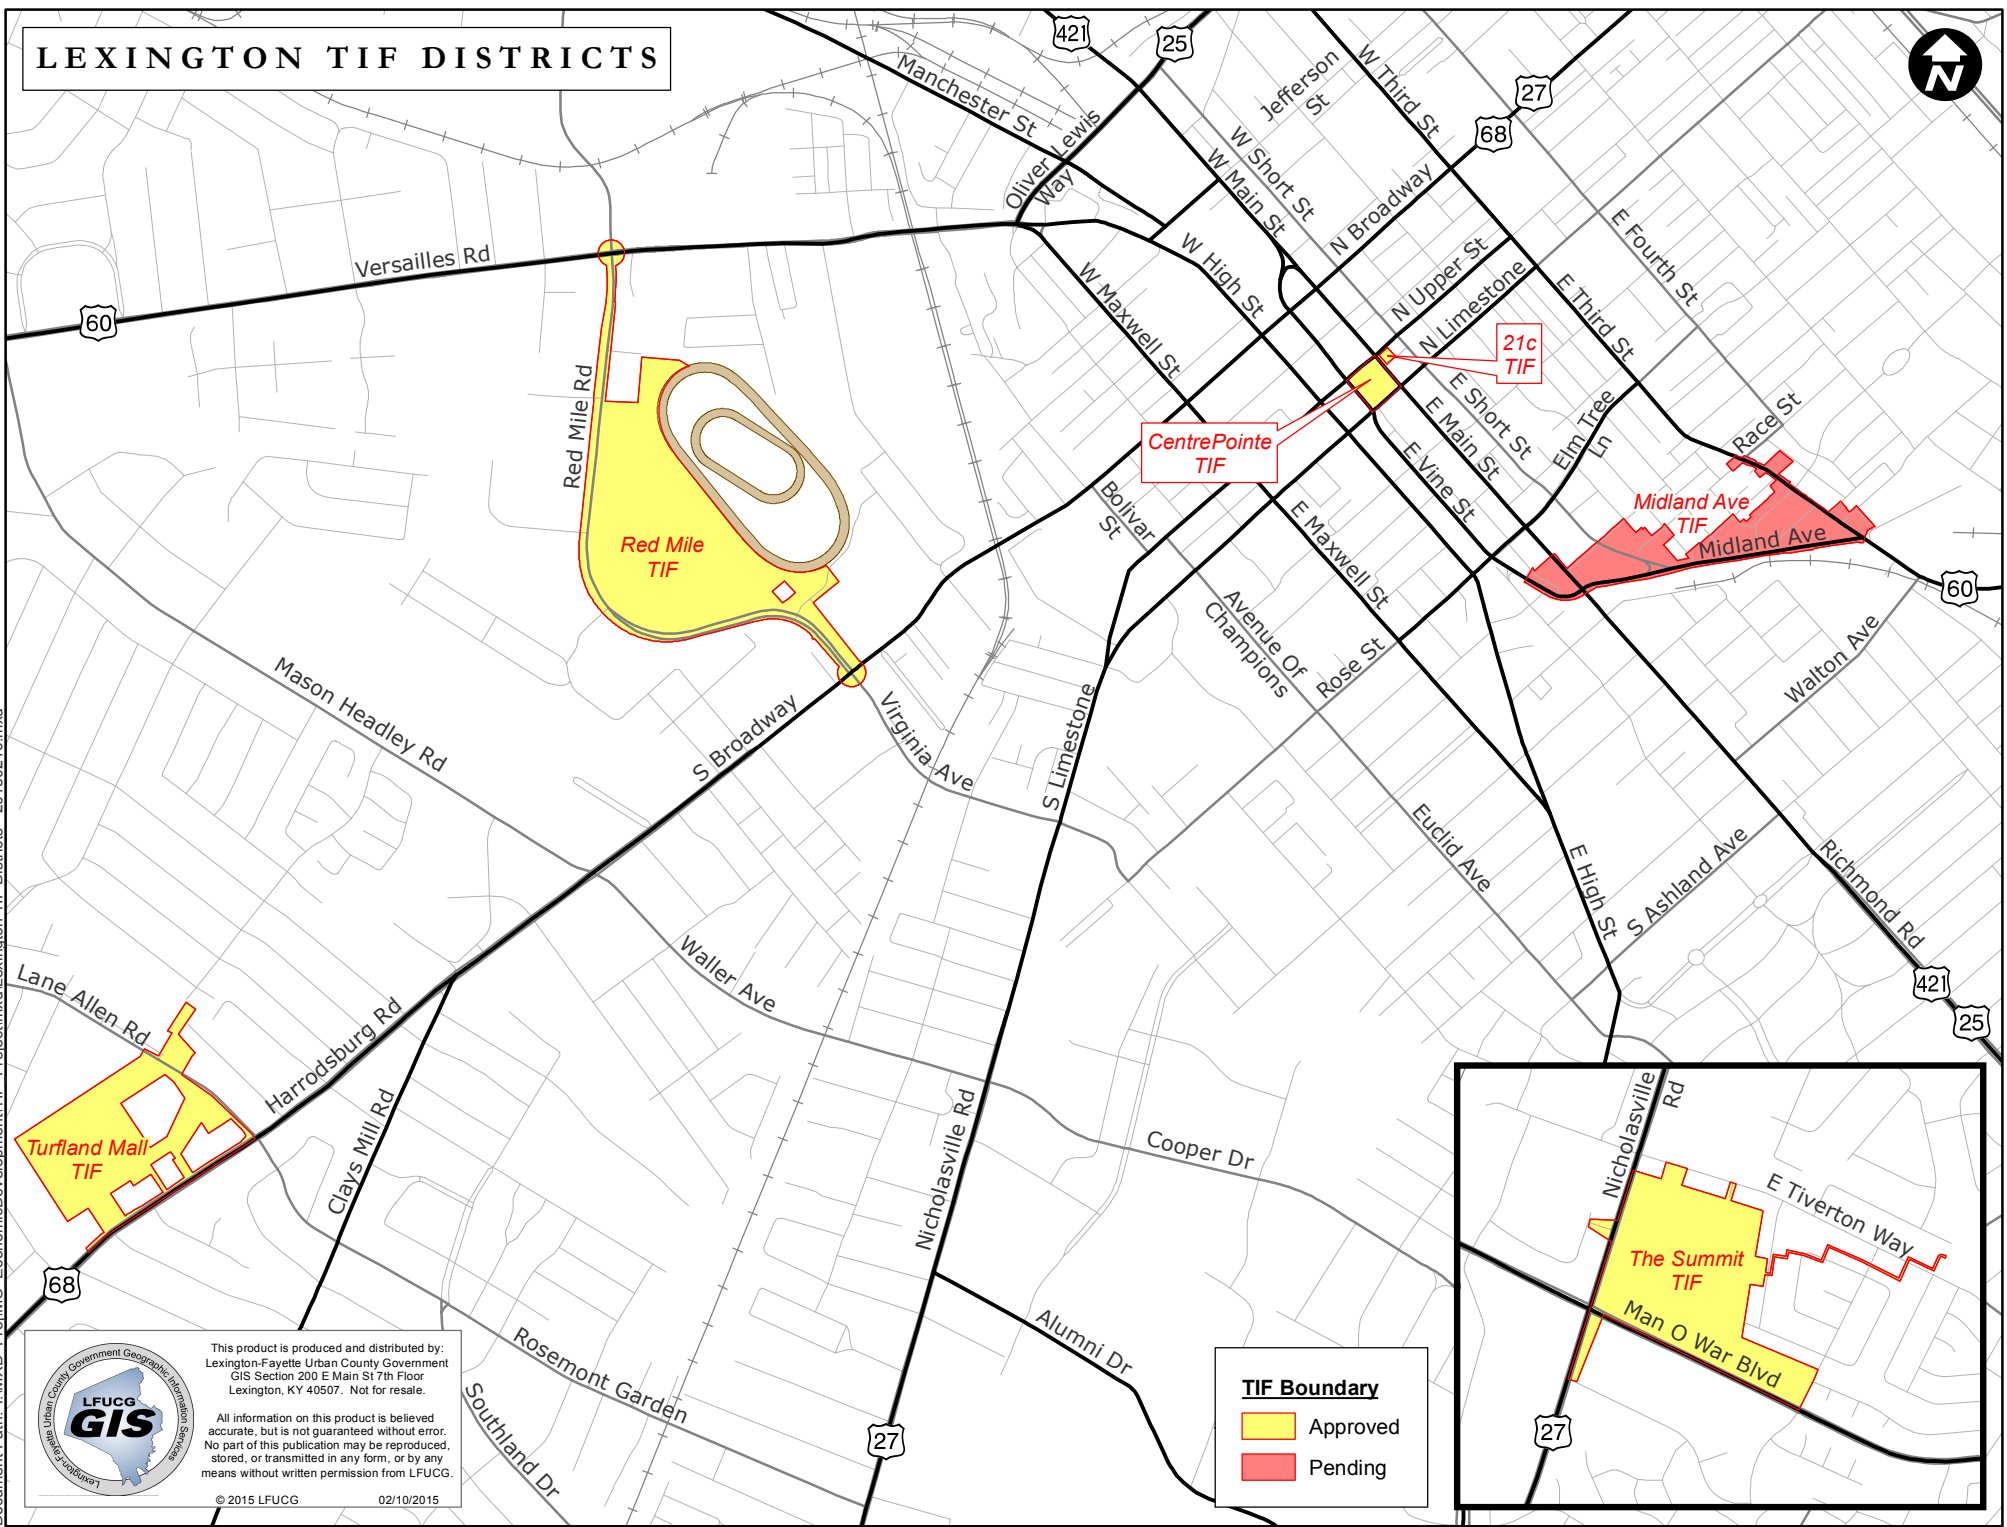 LEXINGTON TIF DISTRICTS
421
25
27
68
Manchester St
Jefferson
St
W Third St
Oliver Lewis
Way
W Short St
W Main St
N Broadway
E Fourth St
Versailles Rd
60
W High St
W Maxwell St
N Upper St
N Limestone
E Third St
21c
TIF
Red Mile Rd
CentrePointe
TIF
E Short St
E Main St
E Vine St
Elm Tree
Ln
Race St
Midland Ave
TIF
Midland Ave
Red Mile
TIF
Bolivar
St
E Maxwell St
60
Avenue Of
Champions
Rose St
Walton Ave
Mason Headley Rd
S Broadway
Virginia Ave
S Limestone
Euclid Ave
E High St
S Ashland Ave
Richmond Rd
421
25
Waller Ave
Lane Allen Rd
Harrodsburg Rd
Turfland Mall
TIF
Clays Mill Rd
Nicholasville Rd
Cooper Dr
68
Rosemont Garden
Southland Dr
Alumni Dr
27
Nicholasville
Rd
E Tiverton Way
The Summit
TIF
Man O War Blvd
27
TIF Boundary
Approved
Pending
Lexington-Fayette Urban County Government Geographic Information Services
LFUCG
GIS
This product is produced and distributed by:
Lexington-Fayette Urban County Government
GIS Section 200 E Main St 7th Floor
Lexington, KY 40507. Not for resale.
All information on this product is believed
accurate, but is not guaranteed without error.
No part of this publication may be reproduced,
stored, or transmitted in any form, or by any
means without written permission from LFUCG.
© 2015 LFUCG 02/10/2015